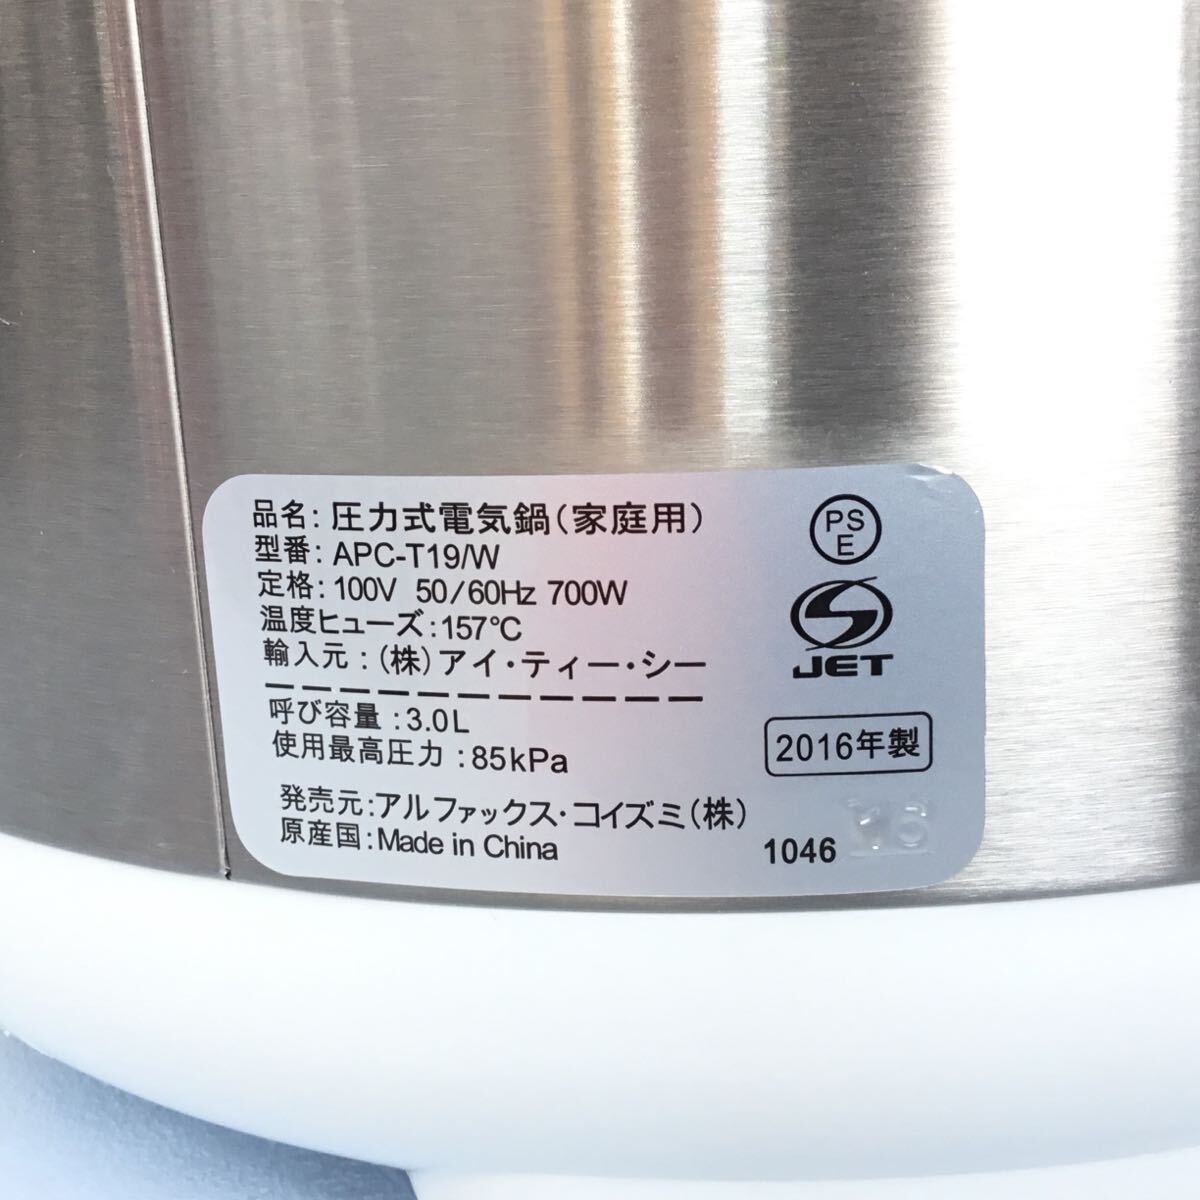 品名: 圧力式電気鍋(家庭用)
型番: APC-T19/W
定格: 100V 50/60Hz 700W
温度ヒューズ: 157℃
輸入元: (株)アイ・ティー・シー
呼び容量: 3.0L
使用最高圧力: 85kPa
発売元: アルファックス・コイズミ(株)
原産国: Made in China
PS
E
JET
2016年製
1046